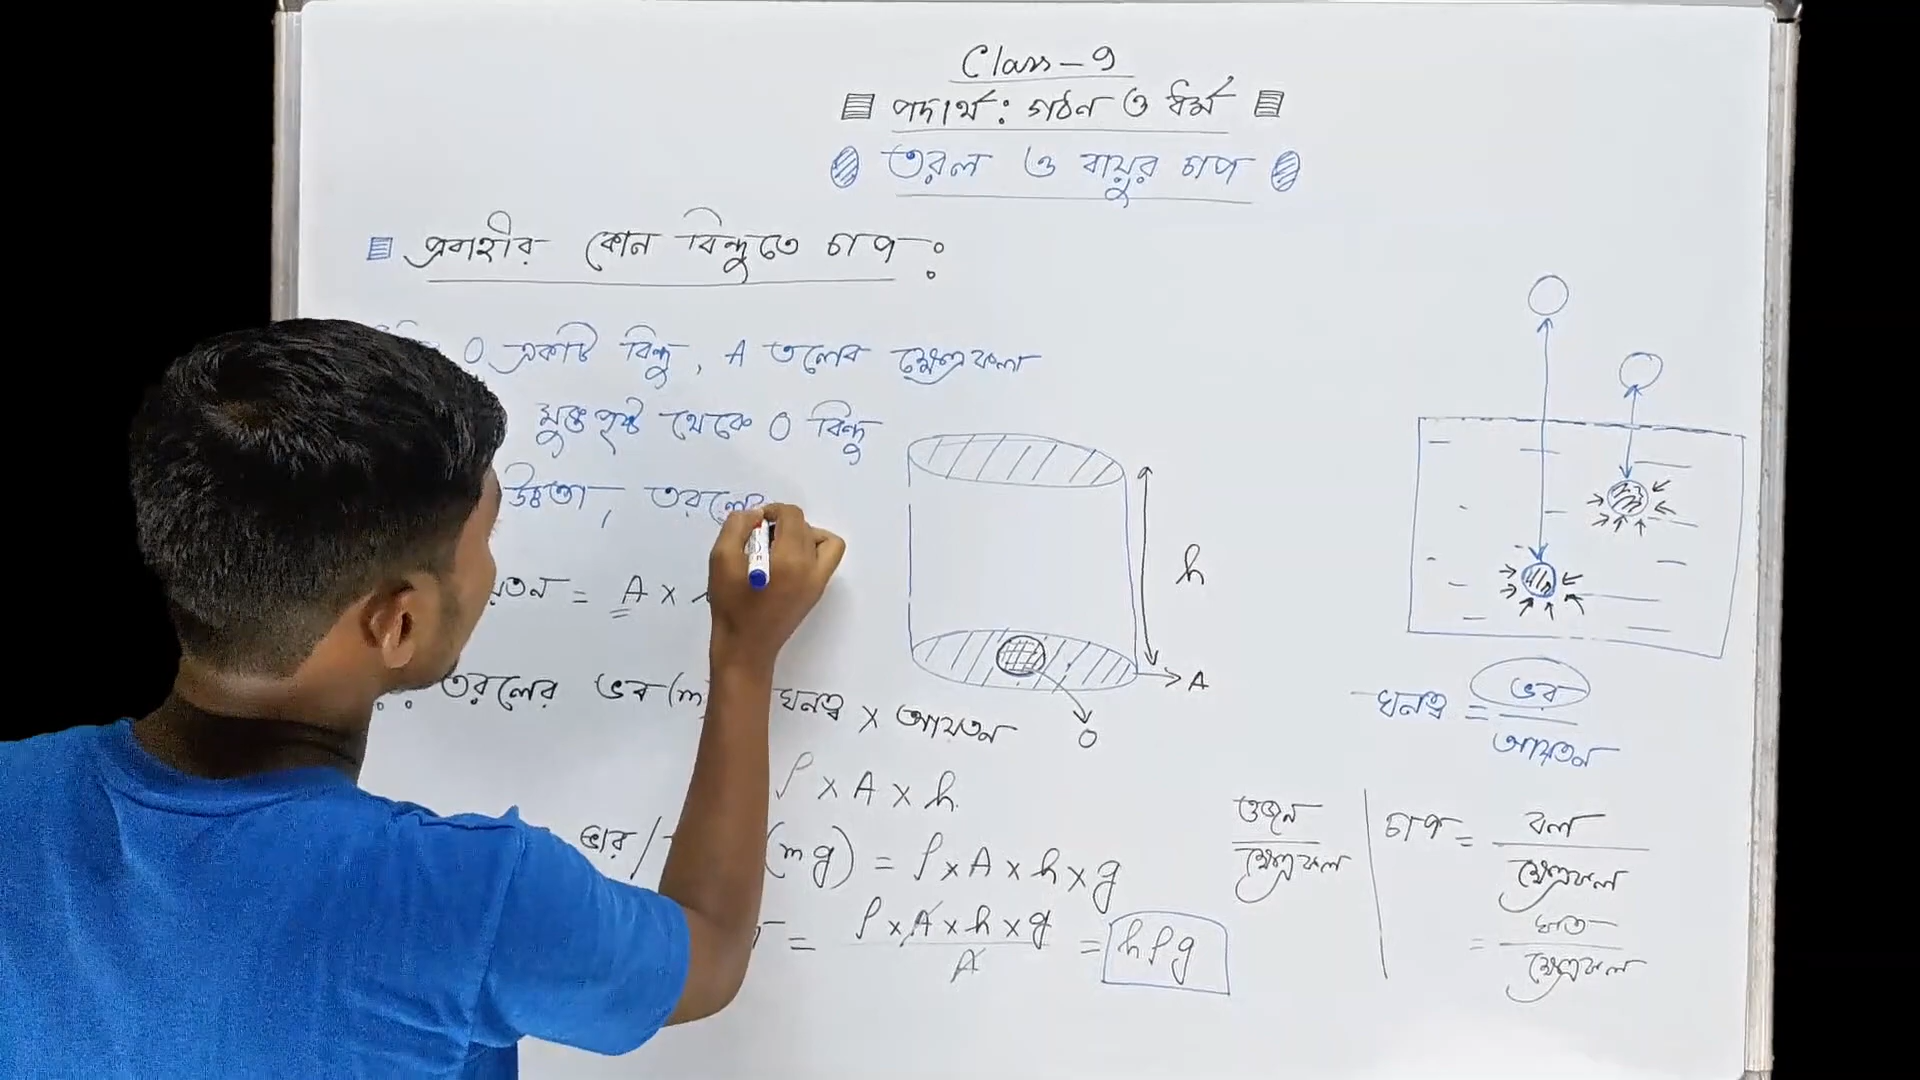 Class - 9
পদার্থ : গঠন ও ধর্ম
তরল ও বায়ুর চাপ
প্রবাহীর কোন বিন্দুতে চাপ :
O একটি বিন্দু, A তলের ক্ষেত্রফল
মুক্তপৃষ্ঠ থেকে O বিন্দু
উচ্চতা, তরলের
= A ×
∴ তরলের ভর (m) ঘনত্ব × আয়তন
ρ × A × h.
ভার / (mg) = ρ × A × h × g
= ρ × A × h × g / A = hρg
h
A
O
ঘনত্ব = ভর / আয়তন
ওজন / ক্ষেত্রফল
চাপ = বল / ক্ষেত্রফল
= ঘাত / ক্ষেত্রফল